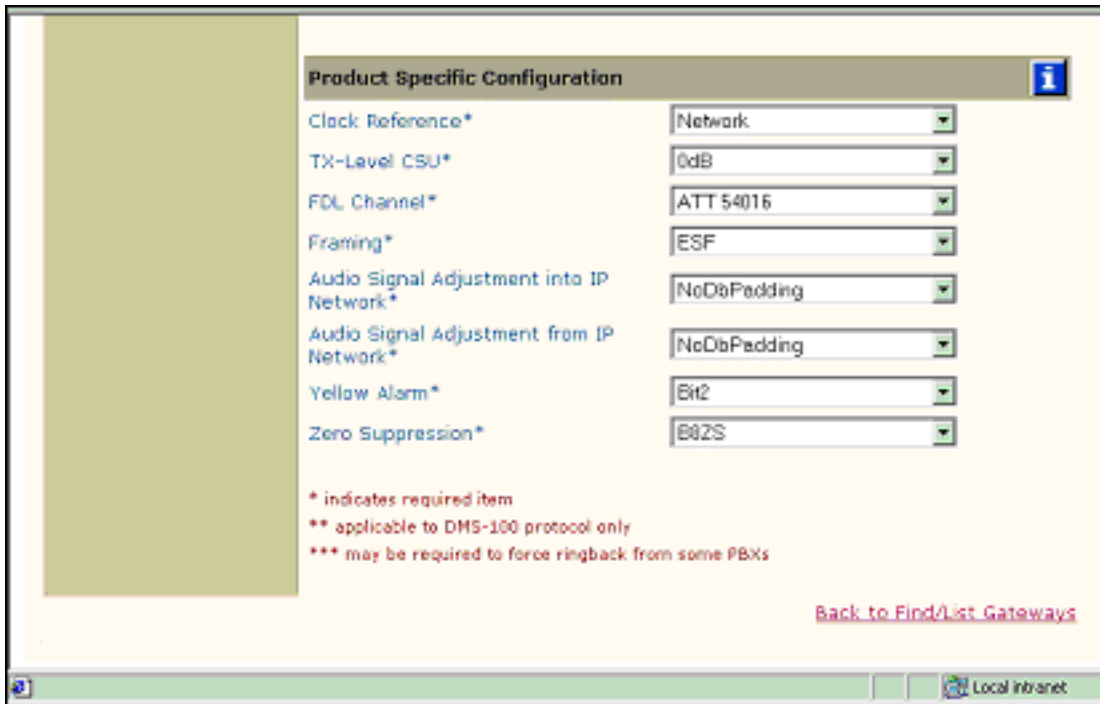 Product Specific Configuration
i
Clock Reference* Network
TX-Level CSU* 0dB
FDL Channel* ATT 54016
Framing* ESF
Audio Signal Adjustment into IP
Network* NoDbPadding
Audio Signal Adjustment from IP
Network* NoDbPadding
Yellow Alarm* Bit2
Zero Suppression* B8ZS
* indicates required item
** applicable to DMS-100 protocol only
*** may be required to force ringback from some PBXs
Back to Find/List Gateways
Local intranet